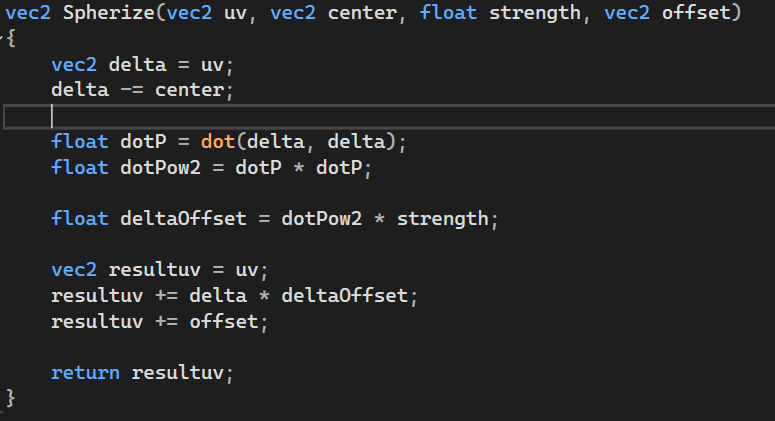 vec2 Spherize(vec2 uv, vec2 center, float strength, vec2 offset)
{
    vec2 delta = uv;
    delta -= center;
    float dotP = dot(delta, delta);
    float dotPow2 = dotP * dotP;
    float deltaOffset = dotPow2 * strength;
    vec2 resultuv = uv;
    resultuv += delta * deltaOffset;
    resultuv += offset;
    return resultuv;
}